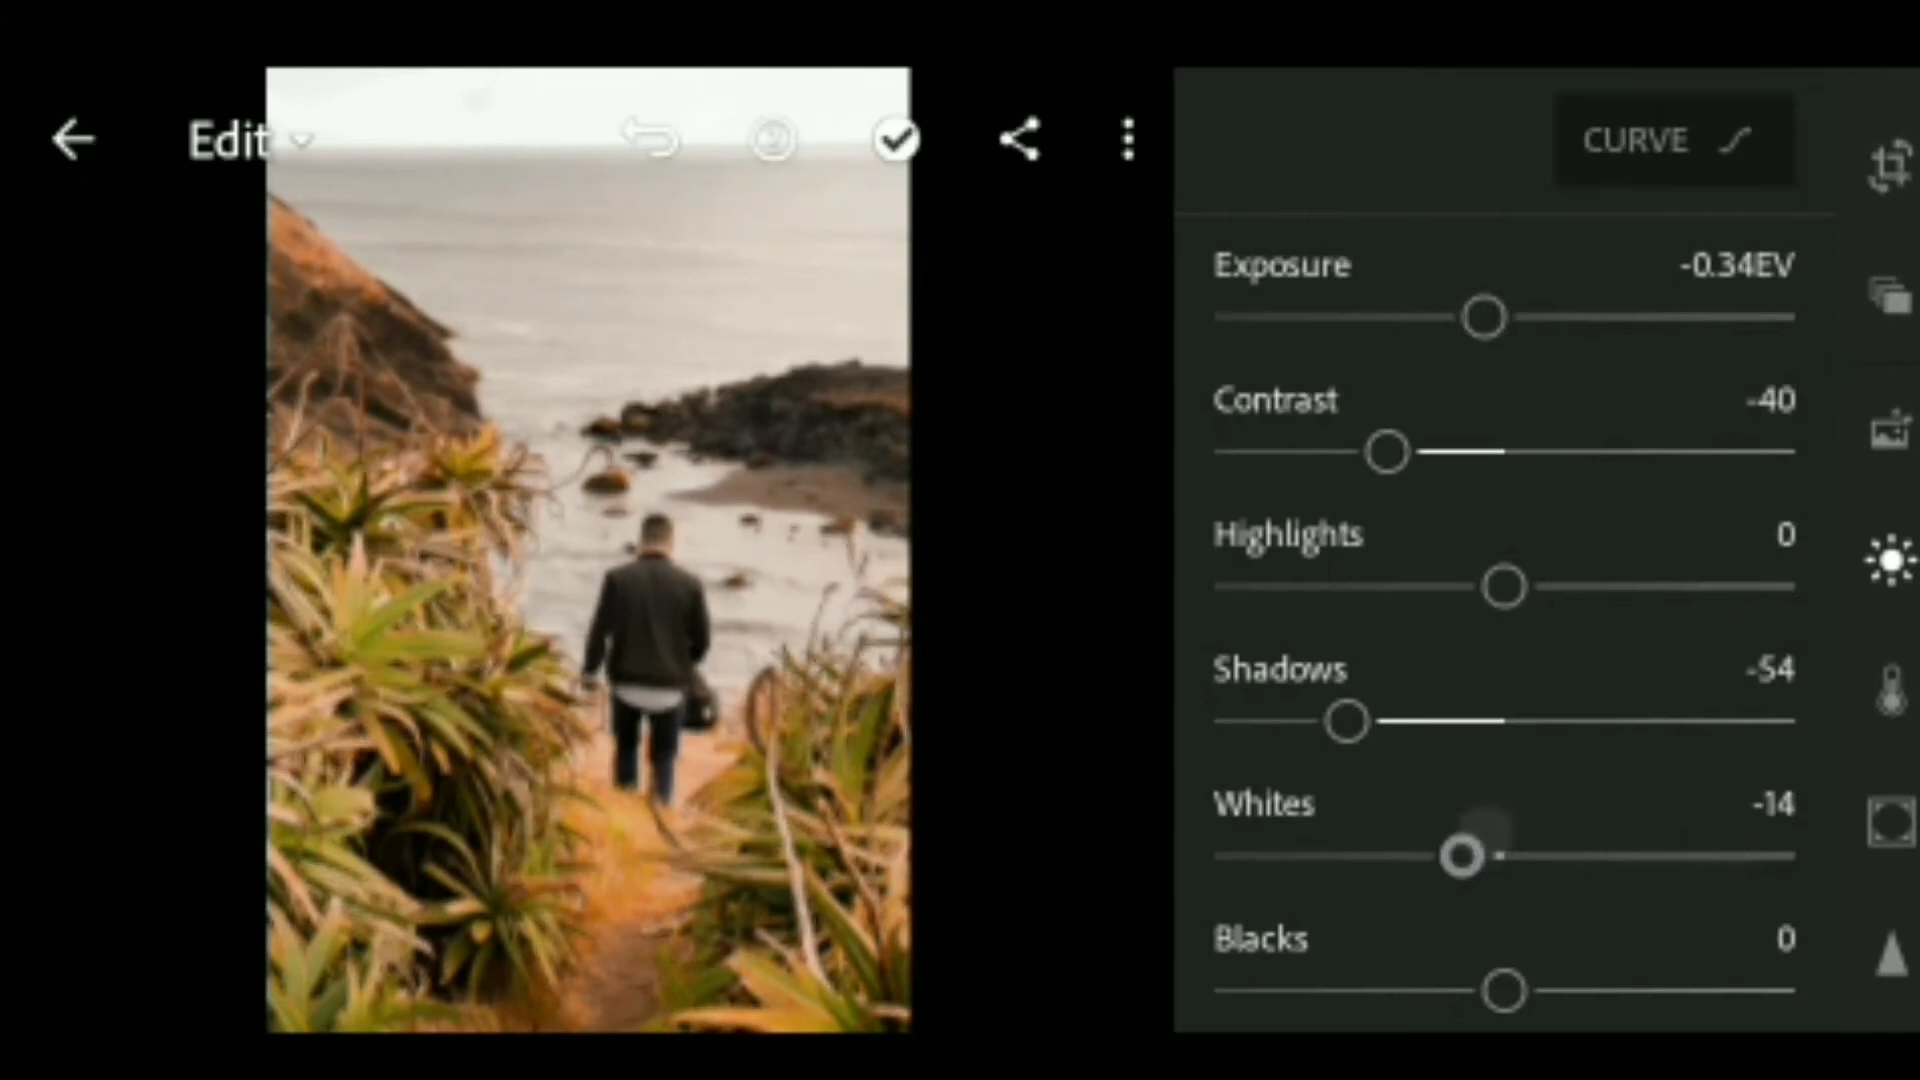 Edit
CURVE
Exposure -0.34EV
Contrast -40
Highlights 0
Shadows -54
Whites -14
Blacks 0